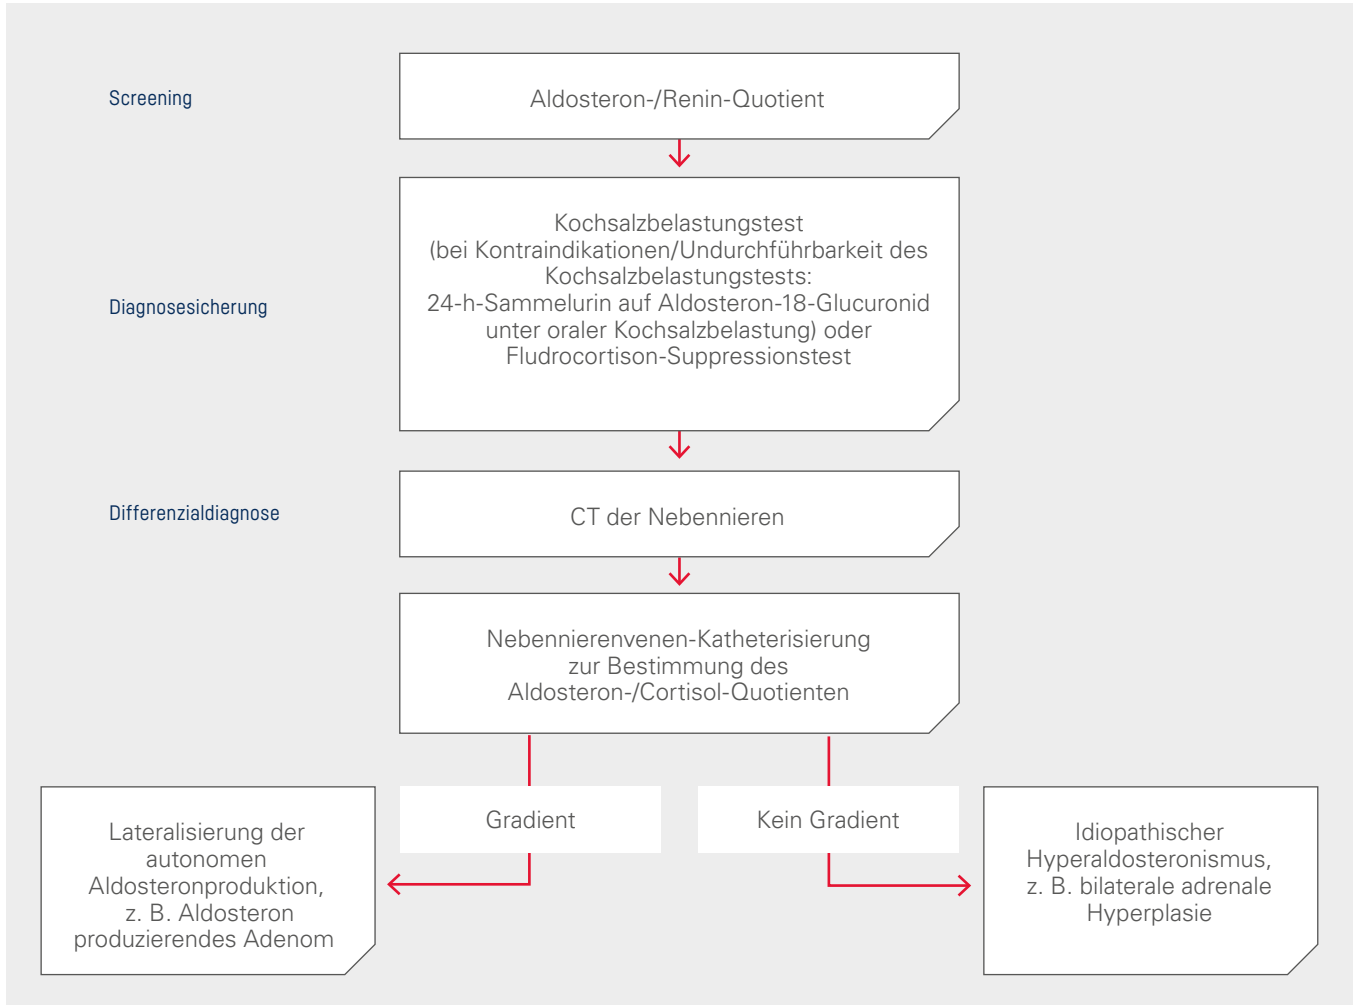 Screening
Aldosteron-/Renin-Quotient
Diagnosesicherung
Kochsalzbelastungstest
(bei Kontraindikationen/Undurchführbarkeit des
Kochsalzbelastungstests:
24-h-Sammelurin auf Aldosteron-18-Glucuronid
unter oraler Kochsalzbelastung) oder
Fludrocortison-Suppressionstest
Differenzialdiagnose
CT der Nebennieren
Nebennierenvenen-Katheterisierung
zur Bestimmung des
Aldosteron-/Cortisol-Quotienten
Gradient
Kein Gradient
Lateralisierung der
autonomen
Aldosteronproduktion,
z. B. Aldosteron
produzierendes Adenom
Idiopathischer
Hyperaldosteronismus,
z. B. bilaterale adrenale
Hyperplasie